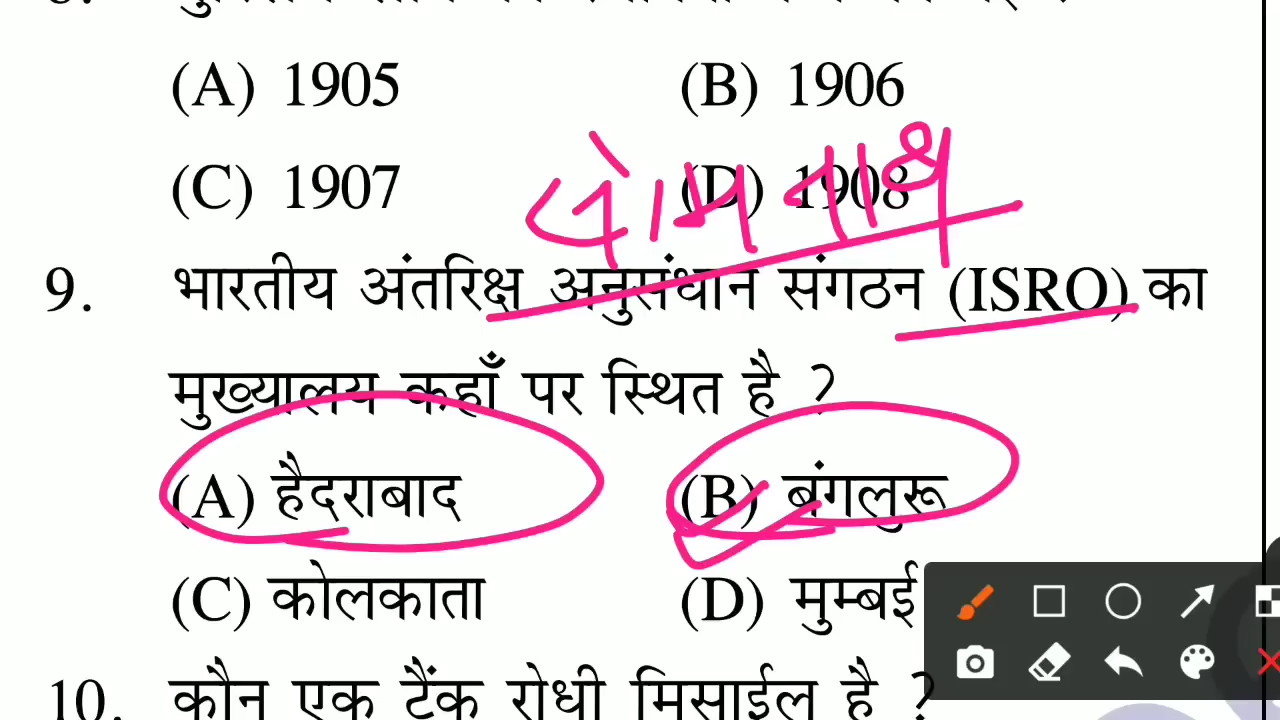 (A) 1905 (B) 1906
(C) 1907 (D) 1908
9. भारतीय अंतरिक्ष अनुसंधान संगठन (ISRO) का
मुख्यालय कहाँ पर स्थित है ?
(A) हैदराबाद (B) बंगलुरू
(C) कोलकाता (D) मुम्बई
10. कौन एक टैंक रोधी मिसाईल है ?